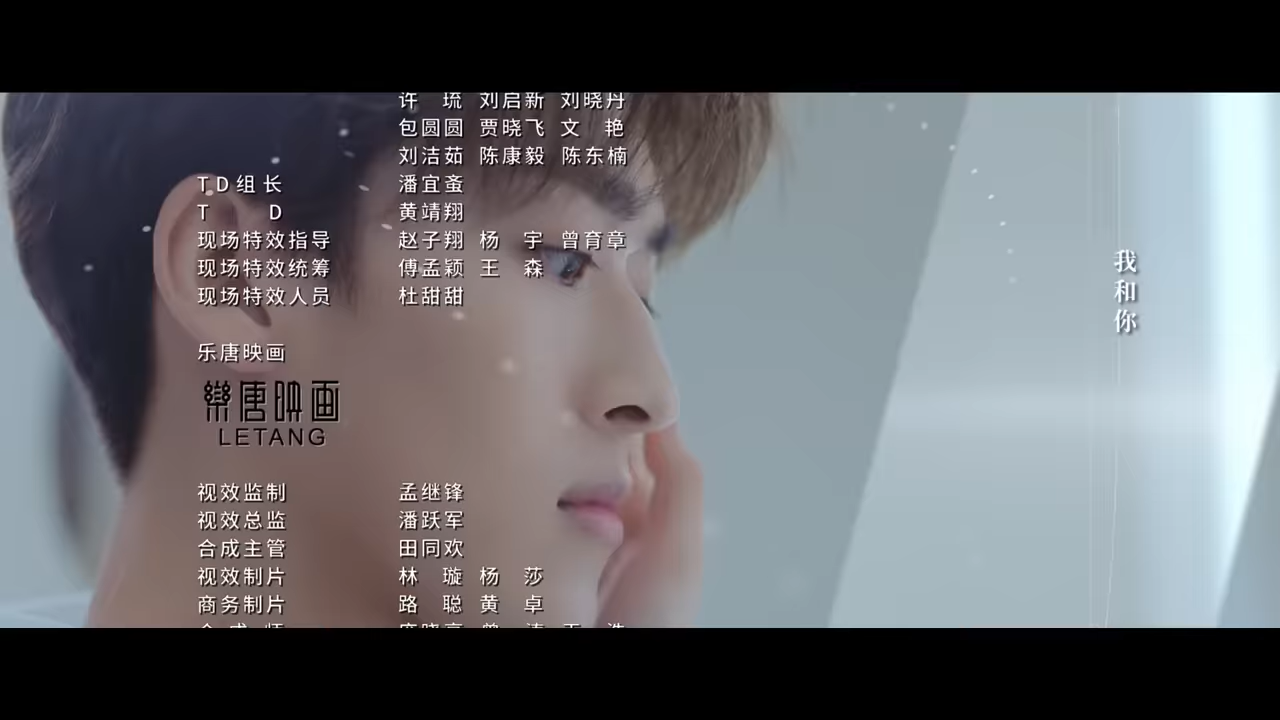 许　琉 刘启新 刘晓丹
包圆圆 贾晓飞 文　艳
刘洁茹 陈康毅 陈东楠
TD组长 潘宜蚃
T　D 黄靖翔
现场特效指导 赵子翔 杨　宇 曾育章
现场特效统筹 傅孟颖 王　森
现场特效人员 杜甜甜
乐唐映画
樂唐映画
LETANG
视效监制 孟继锋
视效总监 潘跃军
合成主管 田同欢
视效制片 林　璇 杨　莎
商务制片 路　聪 黄　卓
我和你